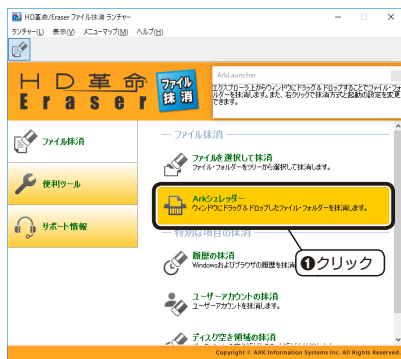 HD革命/Eraser ファイル抹消 ランチャー
ランチャー(L) 表示(V) メニューマップ(M) ヘルプ(H)
HD革命
Eraser
ファイル
抹消
ArkLauncher
エクスプローラ上からウィンドウにドラッグ&ドロップすることでファイル・フォ
ルダーを抹消します。また、右クリックで抹消方式と起動の設定を変更
できます。
ファイル抹消
便利ツール
サポート情報
ファイル抹消
ファイルを選択して抹消
ファイル・フォルダーをツリーから選択して抹消します。
Arkシュレッダー
ウィンドウにドラッグ&ドロップしたファイル・フォルダーを抹消します。
特別な項目の抹消
履歴の抹消
Windowsおよびブラウザの履歴を抹消
❶クリック
ユーザーアカウントの抹消
ユーザーアカウントを抹消します。
ディスク空き領域の抹消
Copyright © ARK Information Systems Inc. All Rights Reserved.